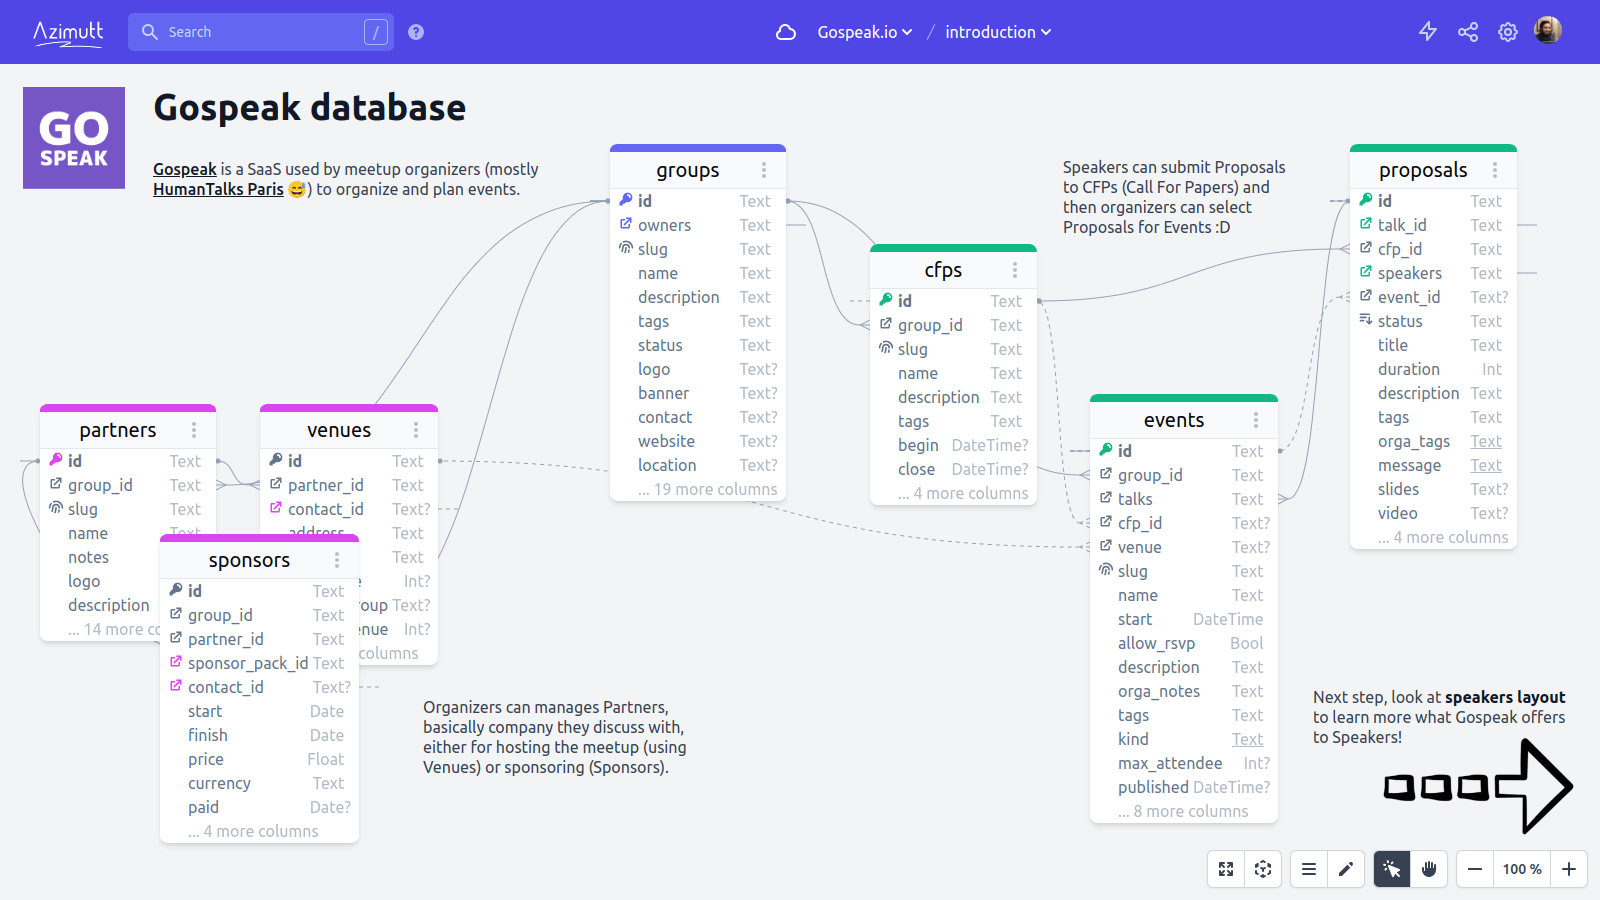 Azimutt
Search
/
?
Gospeak.io
/
introduction
GO
SPEAK
Gospeak database
Gospeak is a SaaS used by meetup organizers (mostly
HumanTalks Paris 😅) to organize and plan events.
groups
id Text
owners Text
slug Text
name Text
description Text
tags Text
status Text
logo Text?
banner Text?
contact Text?
website Text?
location Text?
... 19 more columns
Speakers can submit Proposals
to CFPs (Call For Papers) and
then organizers can select
Proposals for Events :D
cfps
id Text
group_id Text
slug Text
name Text
description Text
tags Text
begin DateTime?
close DateTime?
... 4 more columns
proposals
id Text
talk_id Text
cfp_id Text
speakers Text
event_id Text?
status Text
title Text
duration Int
description Text
tags Text
orga_tags Text
message Text
slides Text?
video Text?
... 4 more columns
events
id Text
group_id Text
talks Text
cfp_id Text?
venue Text?
slug Text
name Text
start DateTime
allow_rsvp Bool
description Text
orga_notes Text
tags Text
kind Text
max_attendee Int?
published DateTime?
... 8 more columns
partners
id Text
group_id Text
slug Text
name Text
notes
logo
description
... 14 more co
venues
id Text
partner_id Text
contact_id Text?
address Text
Text
e Int?
roup Text?
enue Int?
columns
sponsors
id Text
group_id Text
partner_id Text
sponsor_pack_id Text
contact_id Text?
start Date
finish Date
price Float
currency Text
paid Date?
... 4 more columns
Organizers can manages Partners,
basically company they discuss with,
either for hosting the meetup (using
Venues) or sponsoring (Sponsors).
Next step, look at speakers layout
to learn more what Gospeak offers
to Speakers!
100 %